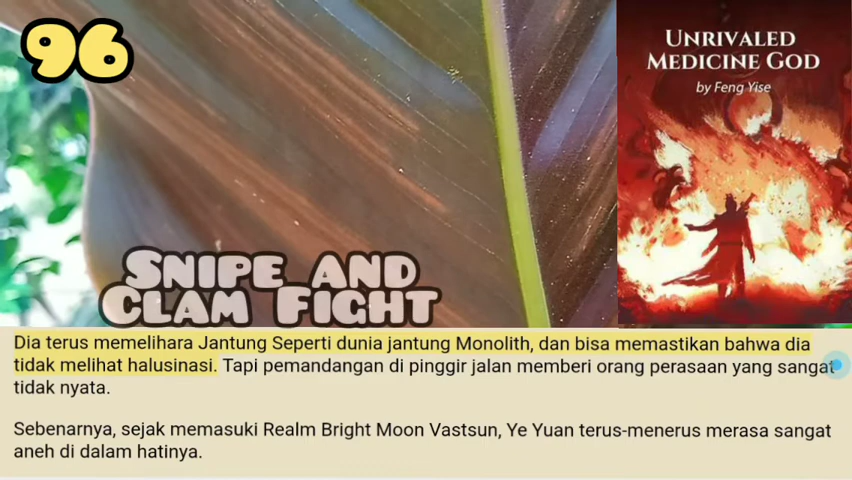 96
UNRIVALED
MEDICINE GOD
by Feng Yise
SNIPE AND
CLAM FIGHT
Dia terus memelihara Jantung Seperti dunia jantung Monolith, dan bisa memastikan bahwa dia
tidak melihat halusinasi. Tapi pemandangan di pinggir jalan memberi orang perasaan yang sangat
tidak nyata.
Sebenarnya, sejak memasuki Realm Bright Moon Vastsun, Ye Yuan terus-menerus merasa sangat
aneh di dalam hatinya.